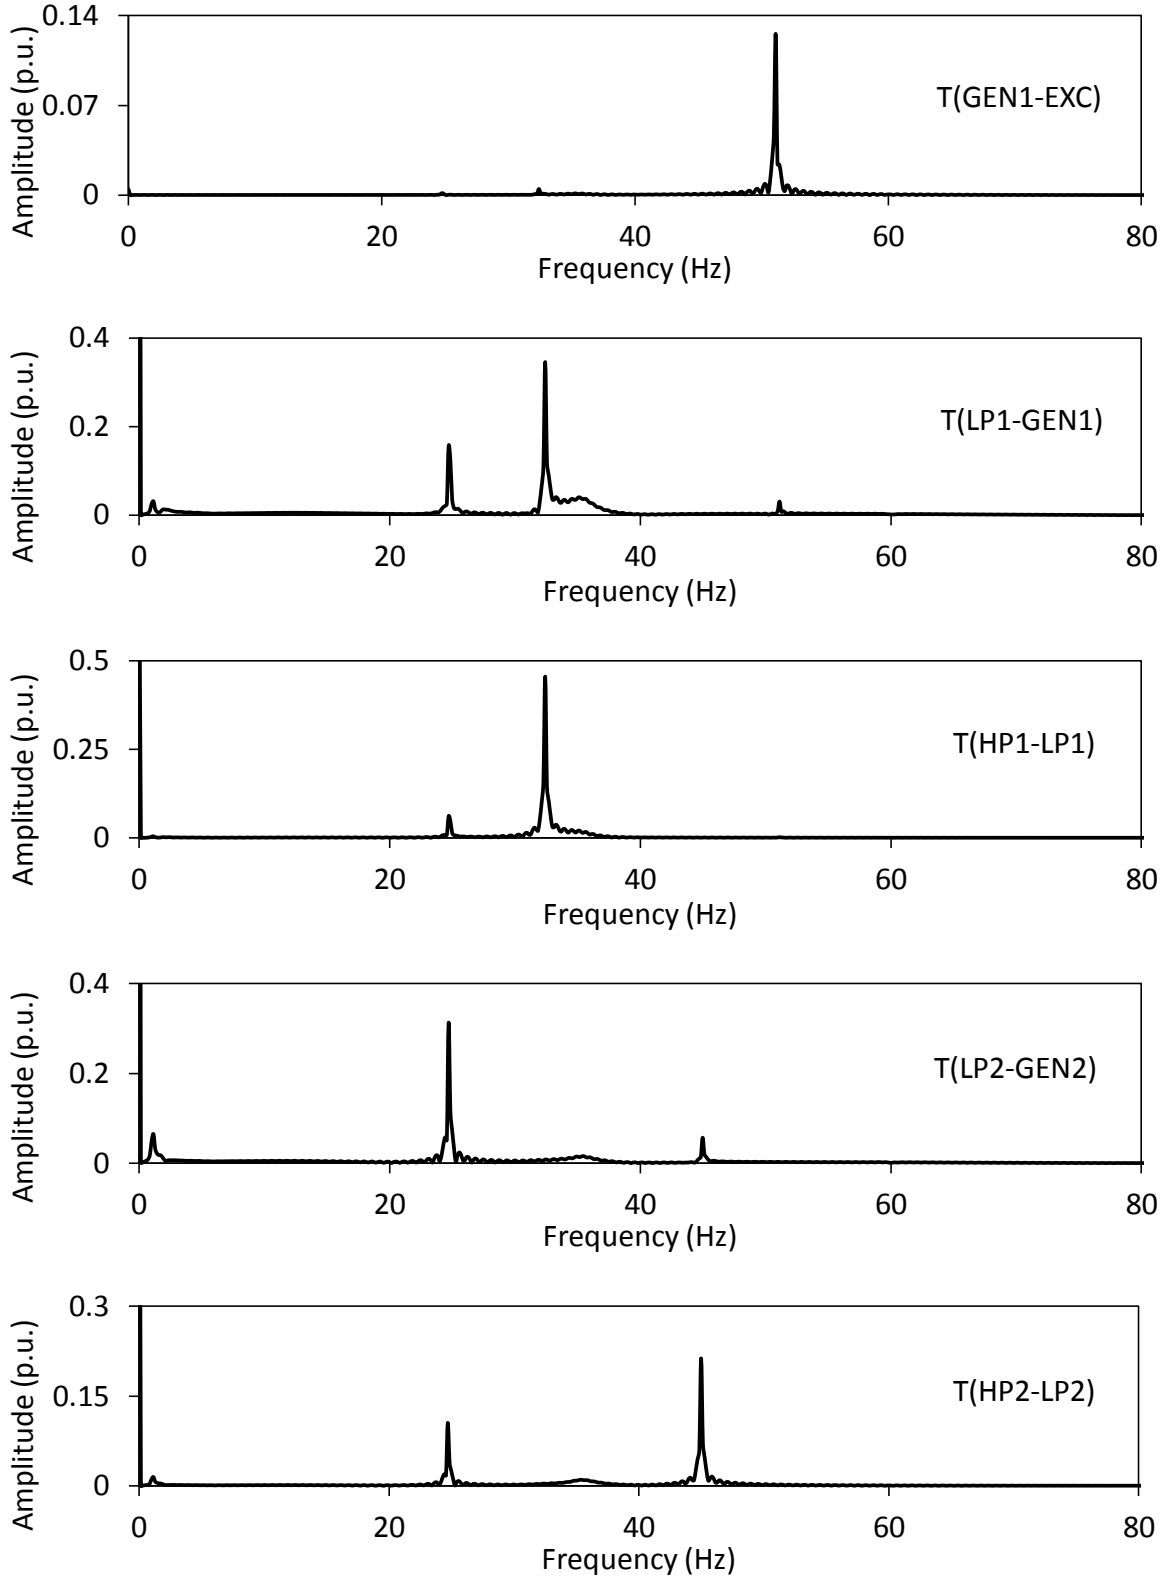 0.14
0.07
0
Amplitude (p.u.)
T(GEN1-EXC)
0 20 40 60 80
Frequency (Hz)
0.4
0.2
0
Amplitude (p.u.)
T(LP1-GEN1)
0 20 40 60 80
Frequency (Hz)
0.5
0.25
0
Amplitude (p.u.)
T(HP1-LP1)
0 20 40 60 80
Frequency (Hz)
0.4
0.2
0
Amplitude (p.u.)
T(LP2-GEN2)
0 20 40 60 80
Frequency (Hz)
0.3
0.15
0
Amplitude (p.u.)
T(HP2-LP2)
0 20 40 60 80
Frequency (Hz)